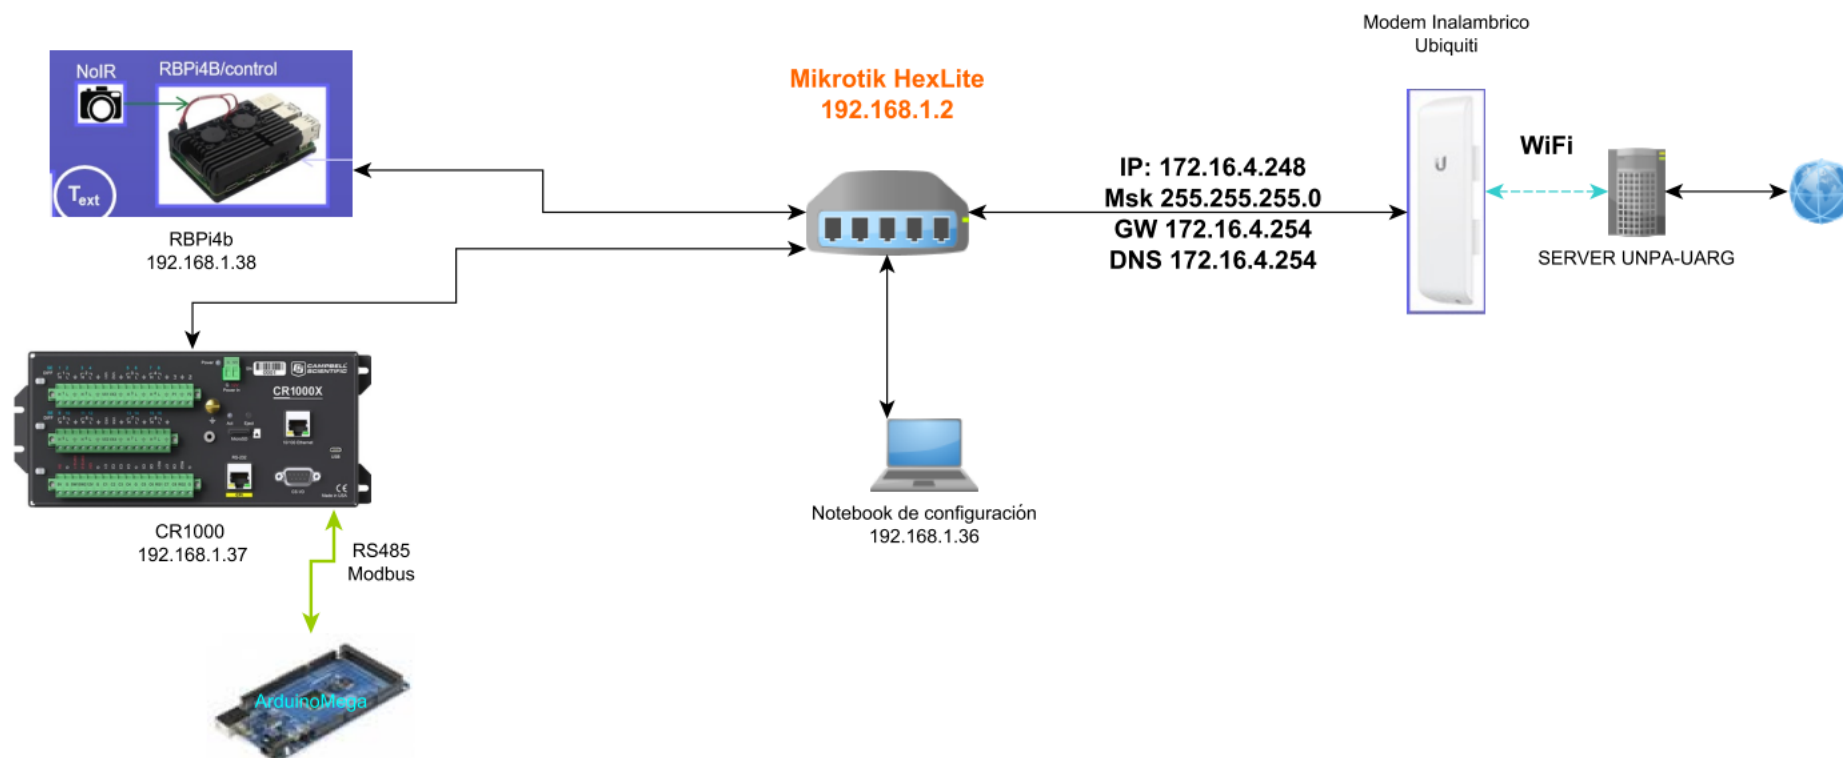 Modem Inalambrico
Ubiquiti
NoIR
RBPi4B/control
Mikrotik HexLite
192.168.1.2
WiFi
IP: 172.16.4.248
Msk 255.255.255.0
GW 172.16.4.254
DNS 172.16.4.254
Text
RBPi4b
192.168.1.38
SERVER UNPA-UARG
CAMPBELL
SCIENTIFIC
CR1000X
Notebook de configuración
192.168.1.36
CR1000
192.168.1.37
RS485
Modbus
ArduinoMega